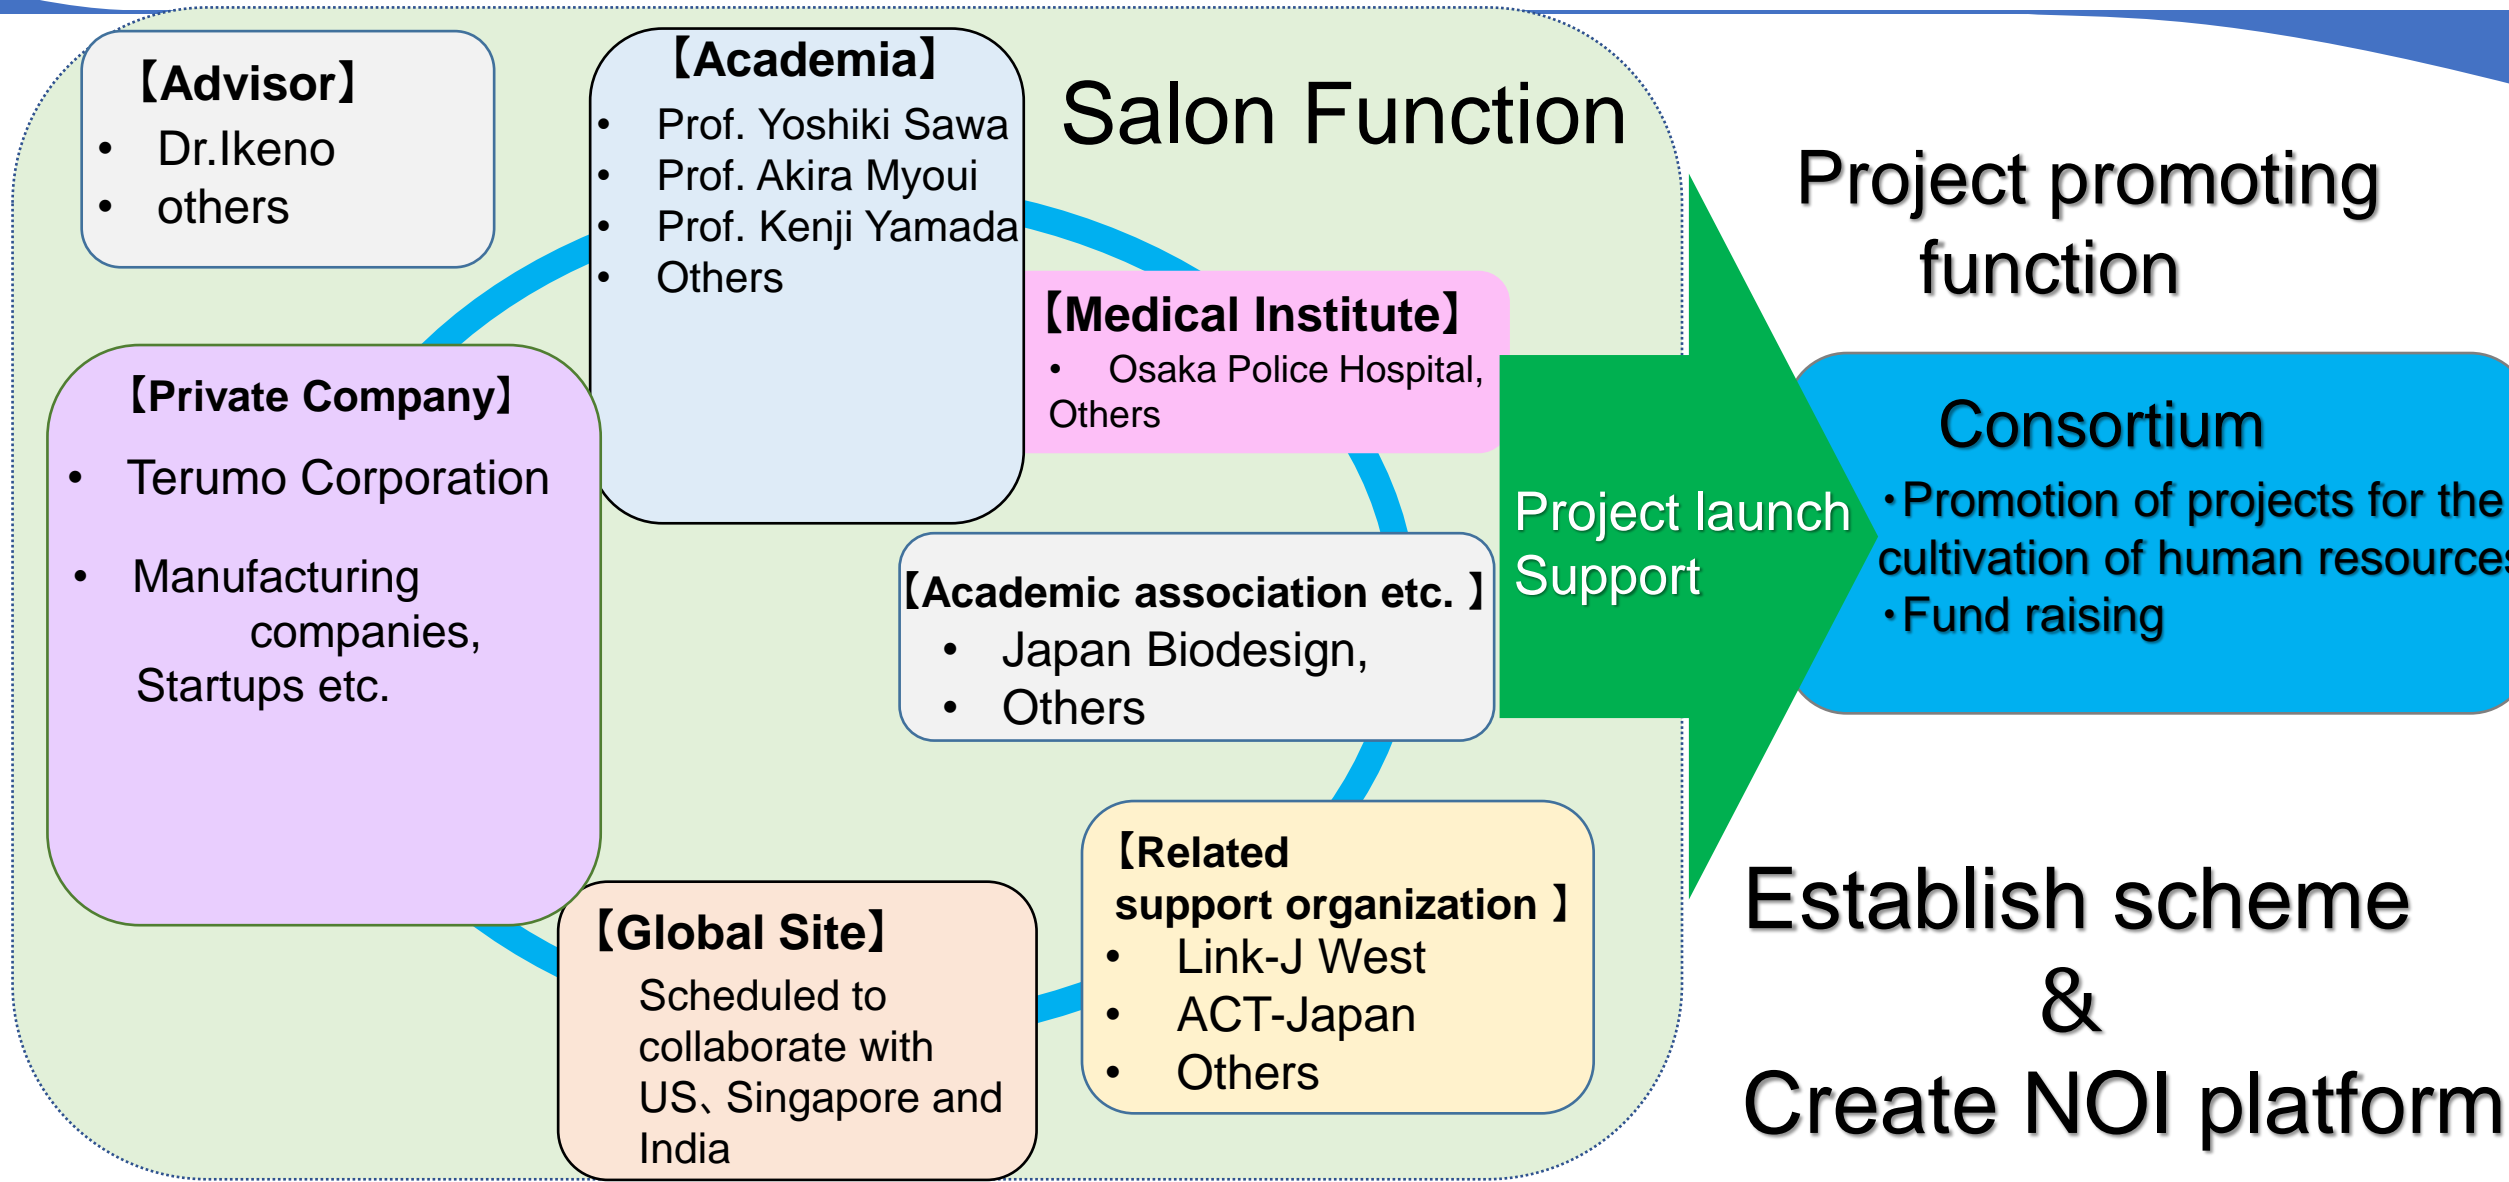 【Advisor】
• Dr.Ikeno
• others
【Academia】
• Prof. Yoshiki Sawa
• Prof. Akira Myoui
• Prof. Kenji Yamada
• Others
Salon Function
【Medical Institute】
• Osaka Police Hospital,
Others
【Private Company】
• Terumo Corporation
• Manufacturing
companies,
Startups etc.
【Academic association etc. 】
• Japan Biodesign,
• Others
【Related
support organization 】
• Link-J West
• ACT-Japan
• Others
【Global Site】
Scheduled to
collaborate with
US、Singapore and
India
Project launch
Support
Project promoting
function
Consortium
・Promotion of projects for the
cultivation of human resources
・Fund raising
Establish scheme
&
Create NOI platform